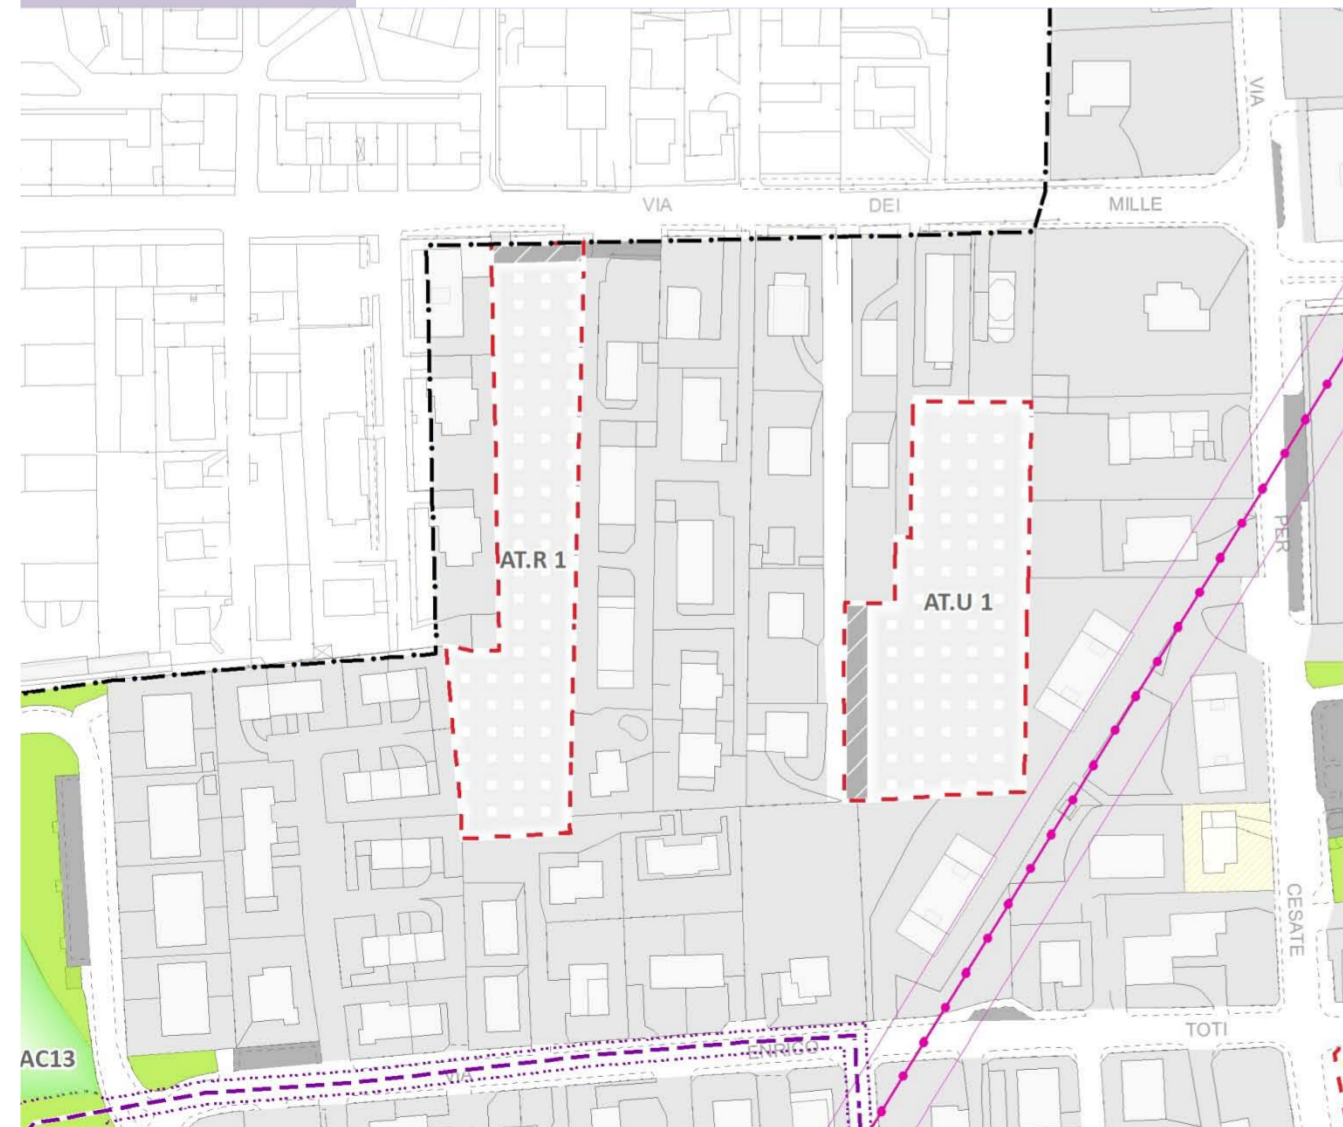 VIA
VIA DEI MILLE
AT.R 1
PER
AT.U 1
CESATE
AC13
VIA ENRICO TOTI